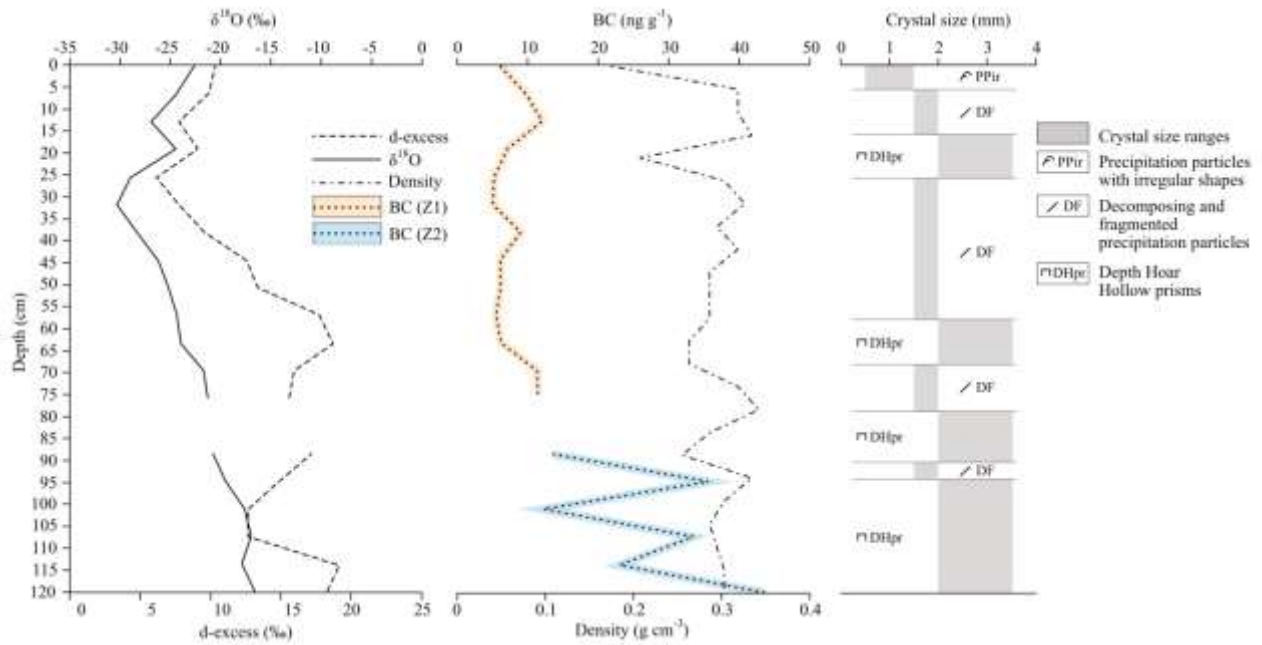 δ¹⁸O (‰)
-35 -30 -25 -20 -15 -10 -5 0
BC (ng g⁻¹)
0 10 20 30 40 50
Crystal size (mm)
0 1 2 3 4
Depth (cm)
0
5
10
15
20
25
30
35
40
45
50
55
60
65
70
75
80
85
90
95
100
105
110
115
120
0 5 10 15 20 25
d-excess (‰)
d-excess
δ¹⁸O
Density
BC (Z1)
BC (Z2)
0 0.1 0.2 0.3 0.4
Density (g cm⁻³)
PPir
DF
DHpr
DF
DHpr
DF
DHpr
DF
DHpr
Crystal size ranges
PPir Precipitation particles
with irregular shapes
DF Decomposing and
fragmented
precipitation particles
DHpr Depth Hoar
Hollow prisms